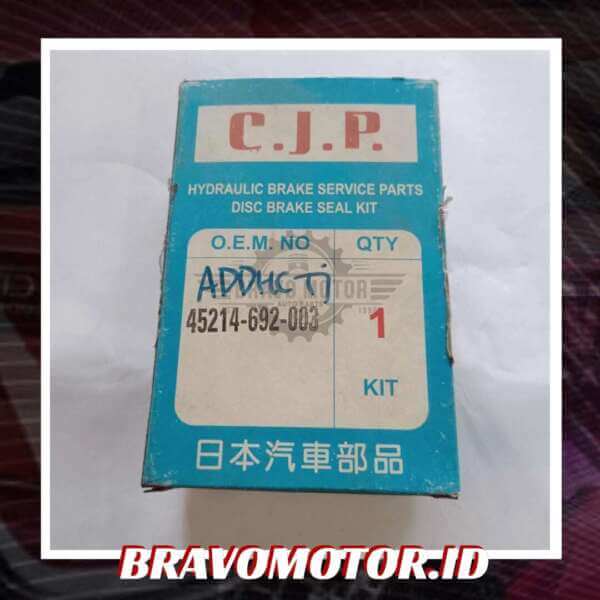 C.J.P.
HYDRAULIC BRAKE SERVICE PARTS
DISC BRAKE SEAL KIT
O.E.M. NO QTY
45214-692-003 1
KIT
日本汽車部品
BRAVOMOTOR.ID